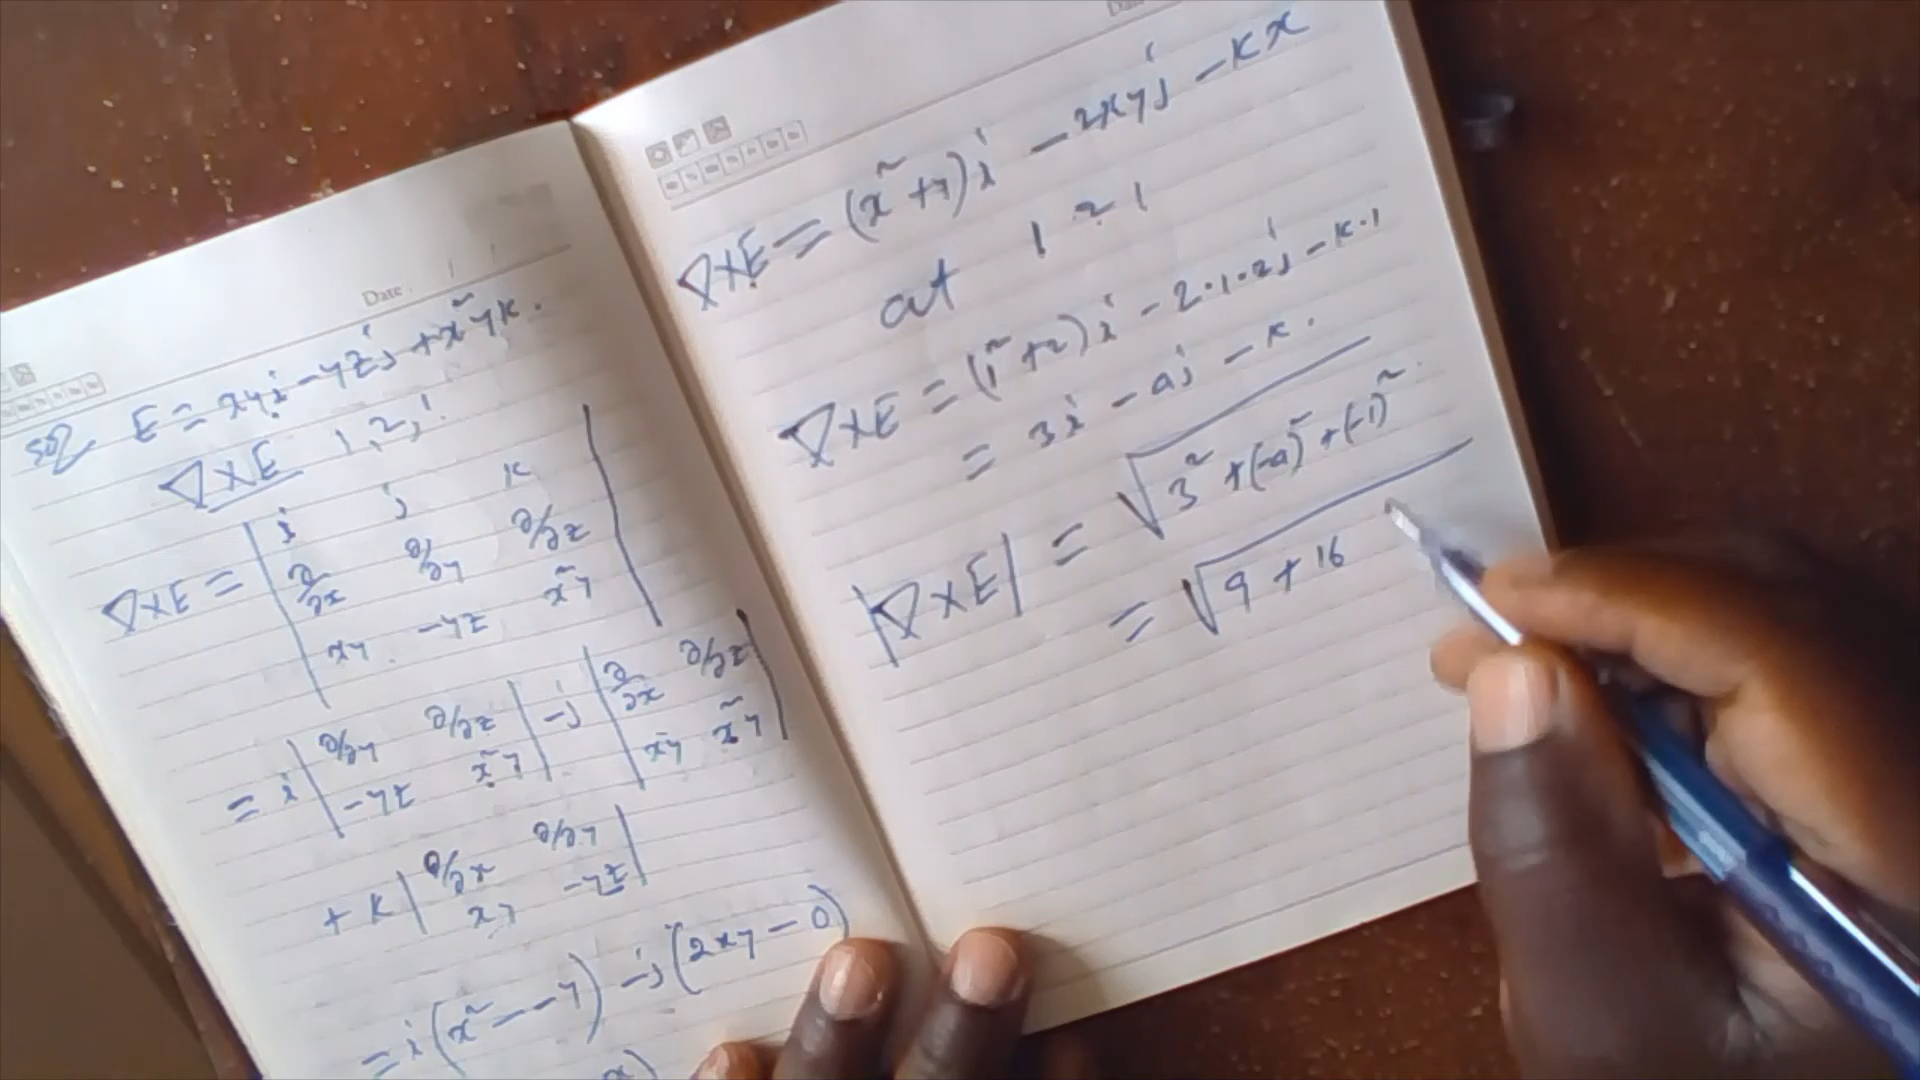 Date
Sol E = xyi - yzj + x²yk.
∇×E 1,2,1.
∇×E = | i j k
∂/∂x ∂/∂y ∂/∂z
xy -yz x²y |
= i | ∂/∂y ∂/∂z | - j | ∂/∂x ∂/∂z |
-yz x²y xy x²y
+ k | ∂/∂x ∂/∂y |
xy -yz
= i(x² - - y) - j(2xy - 0)
∇×E = (x² + y)i - 2xyj - kx
at 1 2 1
∇×E = (1² + 2)i - 2·1·2j - k·1
= 3i - 4j - k.
|∇×E| = √3² + (-4)² + (-1)²
= √9 + 16